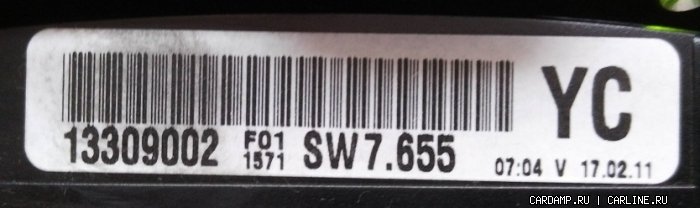 YC
13309002 F01 1571 SW7.655 07:04 V 17.02.11
CARDAMP.RU | CARLINE.RU